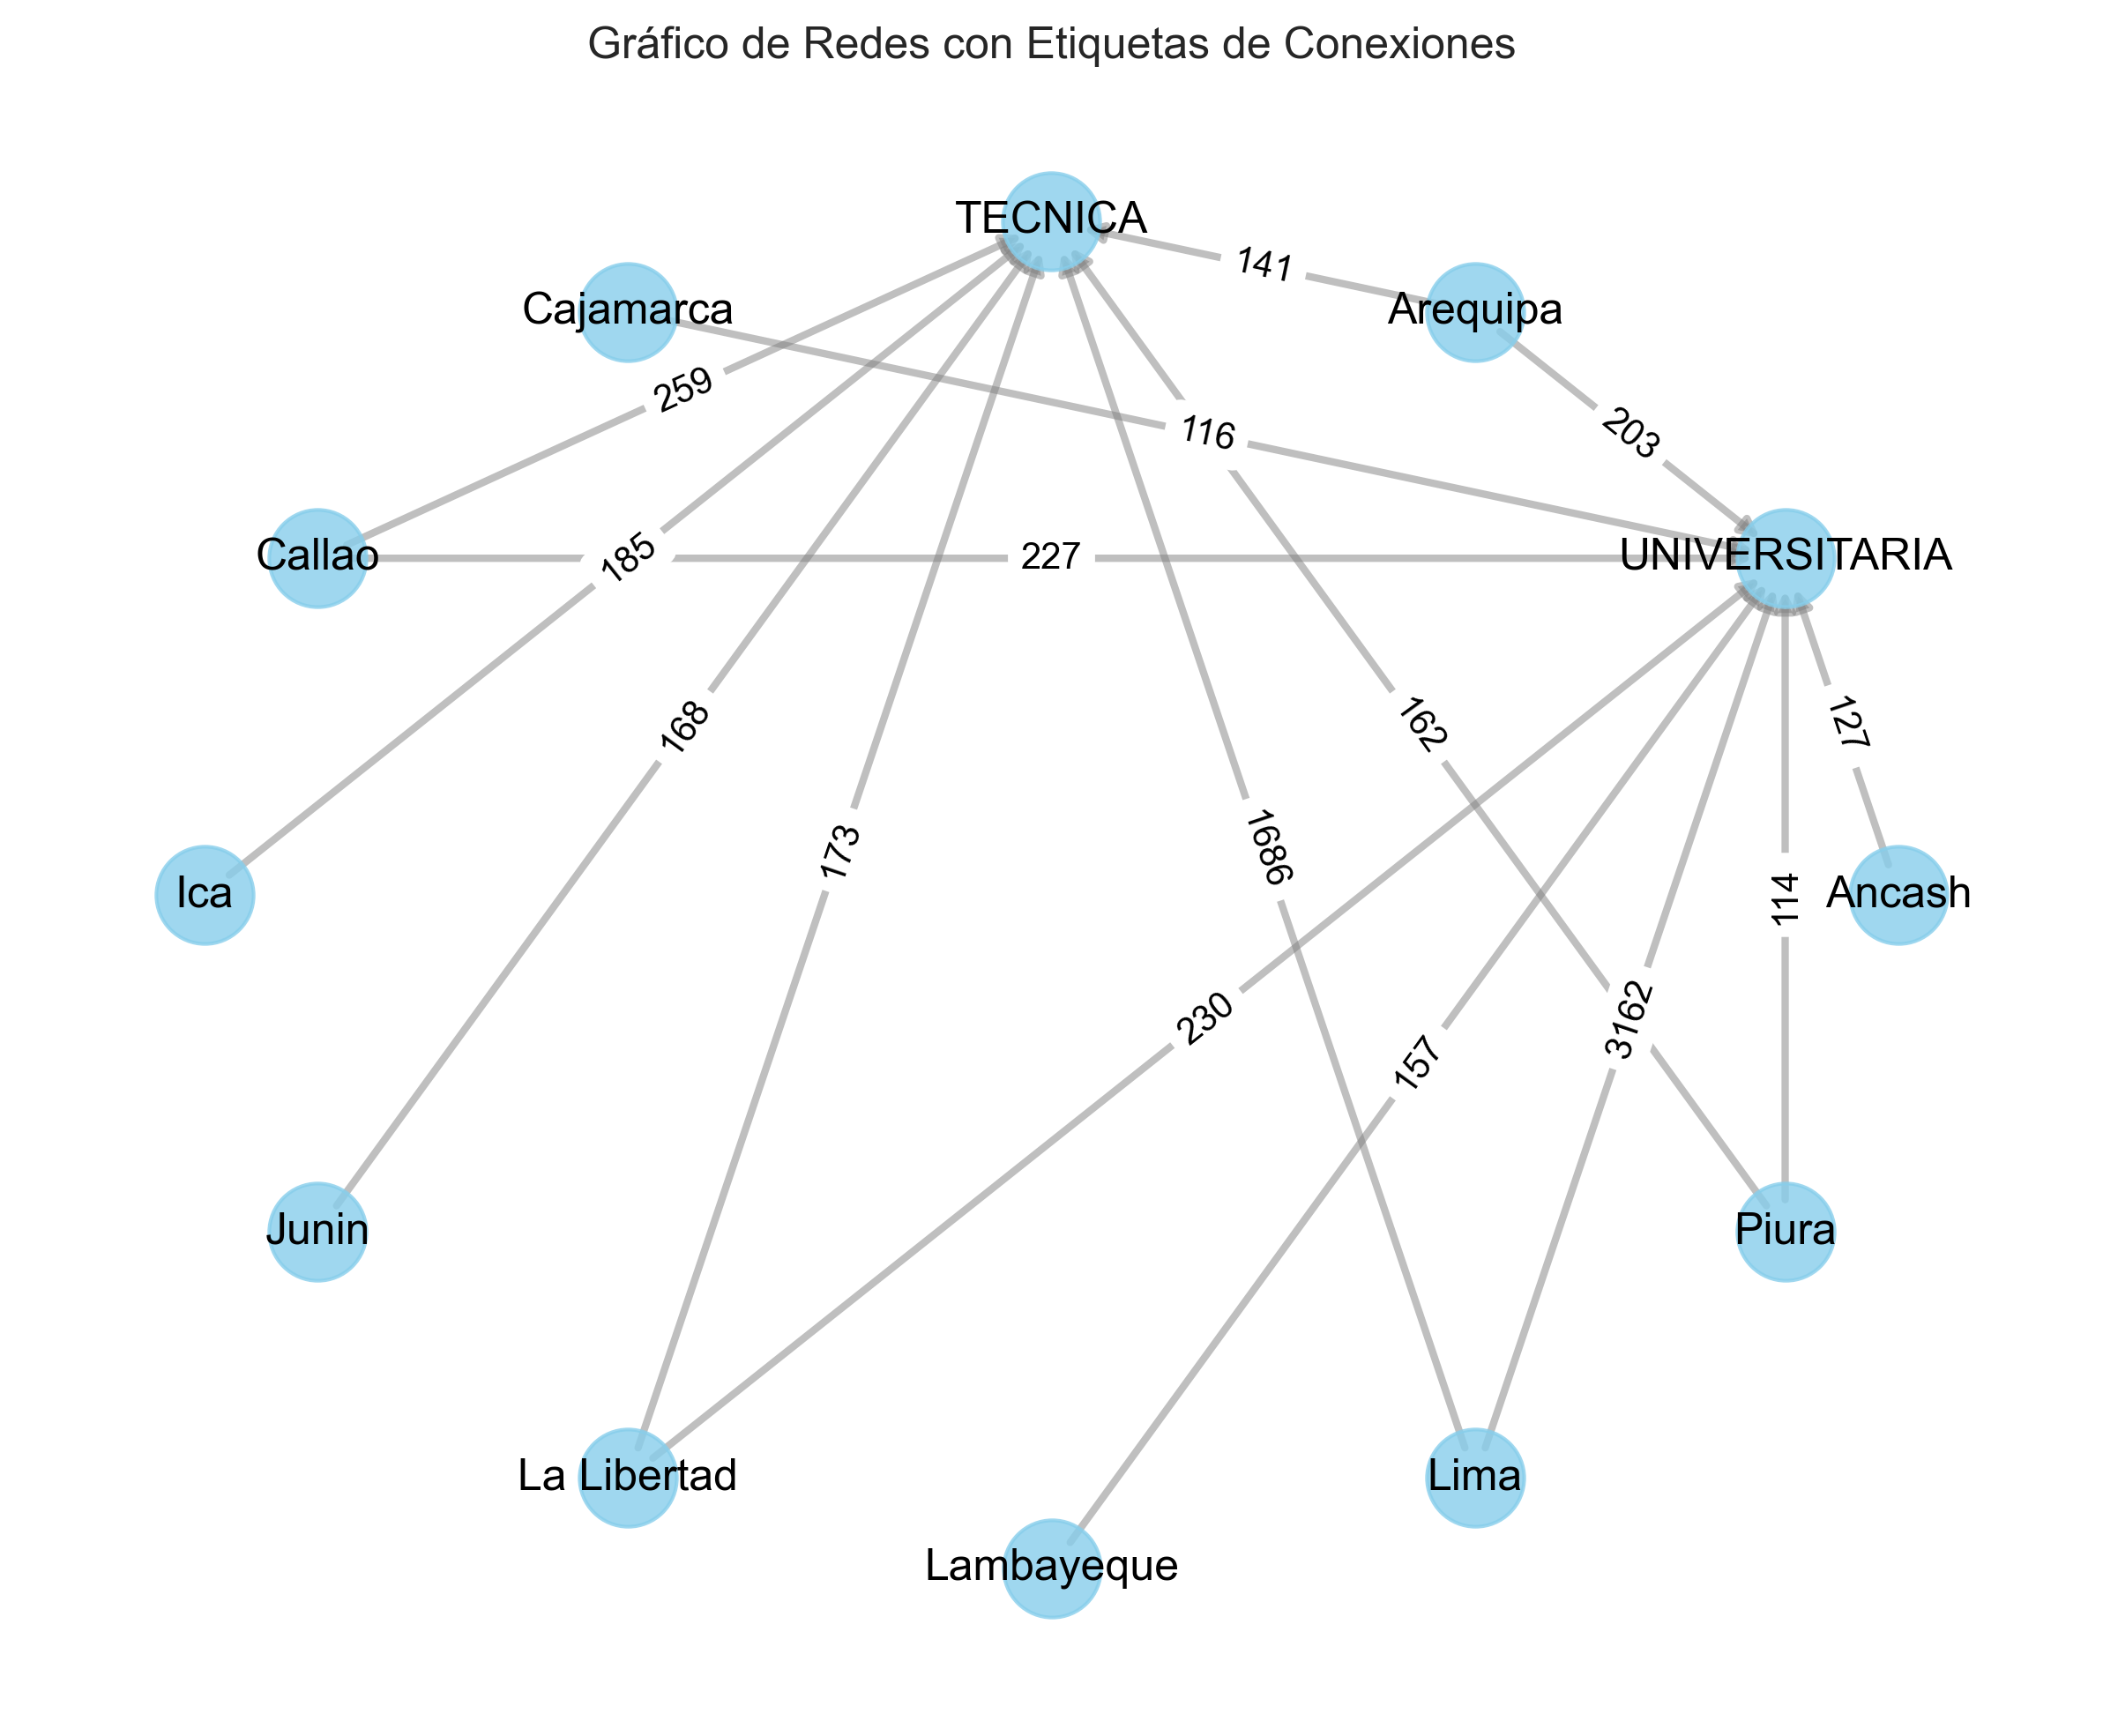 Gráfico de Redes con Etiquetas de Conexiones
TECNICA
141
Cajamarca
Arequipa
259
116
203
Callao
185
227
UNIVERSITARIA
168
162
127
173
1686
114
Ica
Ancash
230
3162
157
Junin
Piura
La Libertad
Lima
Lambayeque